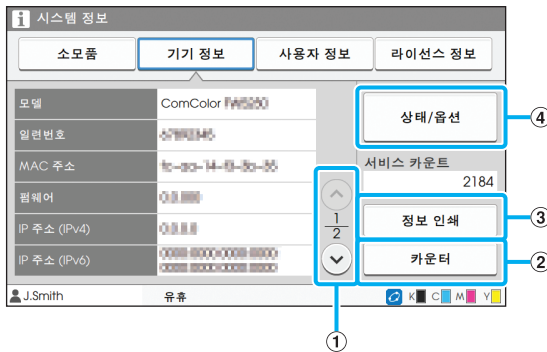 i 시스템 정보
소모품 기기 정보 사용자 정보 라이선스 정보
모델 ComColor
일련번호
MAC 주소
펌웨어
IP 주소 (IPv4)
IP 주소 (IPv6)
1
2
상태/옵션
서비스 카운트
2184
정보 인쇄
카운터
④
③
②
①
J.Smith 유휴 K C M Y